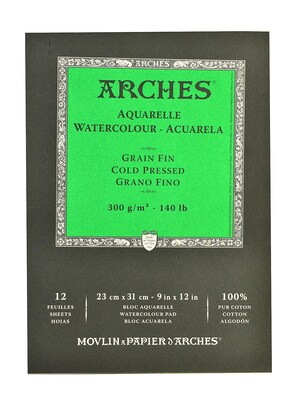 ARCHES
AQUARELLE
WATERCOLOUR - ACUARELA
GRAIN FIN
COLD PRESSED
GRANO FINO
300 g/m² - 140 lb
12
FEUILLES
SHEETS
HOJAS
23 cm x 31 cm - 9 in x 12 in
BLOC AQUARELLE
WATERCOLOUR PAD
BLOC ACUARELA
100%
PUR COTON
COTTON
ALGODÓN
MOVLIN & PAPIER D'ARCHES